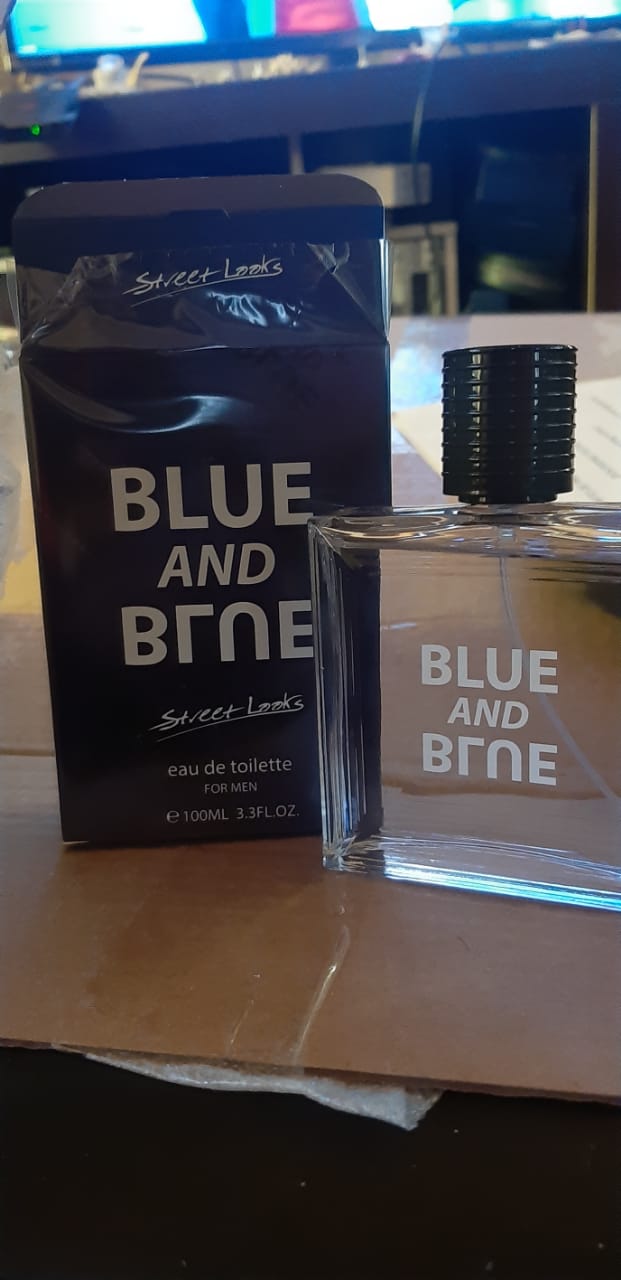 Street Looks
BLUE
AND
BLUE
Street Looks
eau de toilette
FOR MEN
℮100ML 3.3FL.OZ.
BLUE
AND
BLUE